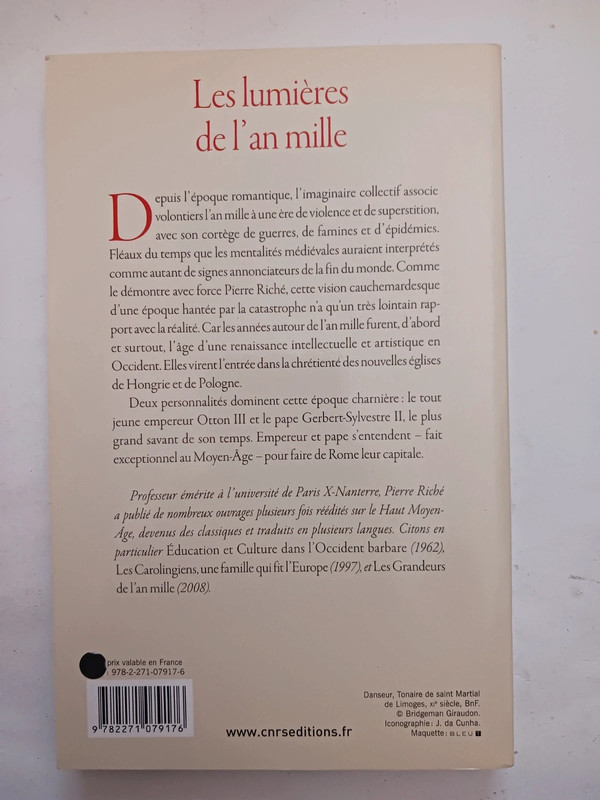 Les lumières
de l'an mille
Depuis l'époque romantique, l'imaginaire collectif associe
volontiers l'an mille à une ère de violence et de superstition,
avec son cortège de guerres, de famines et d'épidémies.
Fléaux du temps que les mentalités médiévales auraient interprétés
comme autant de signes annonciateurs de la fin du monde. Comme
le démontre avec force Pierre Riché, cette vision cauchemardesque
d'une époque hantée par la catastrophe n'a qu'un très lointain rap-
port avec la réalité. Car les années autour de l'an mille furent, d'abord
et surtout, l'âge d'une renaissance intellectuelle et artistique en
Occident. Elles virent l'entrée dans la chrétienté des nouvelles églises
de Hongrie et de Pologne.
Deux personnalités dominent cette époque charnière : le tout
jeune empereur Otton III et le pape Gerbert-Sylvestre II, le plus
grand savant de son temps. Empereur et pape s'entendent – fait
exceptionnel au Moyen-Âge – pour faire de Rome leur capitale.
Professeur émérite à l'université de Paris X-Nanterre, Pierre Riché
a publié de nombreux ouvrages plusieurs fois réédités sur le Haut Moyen-
Âge, devenus des classiques et traduits en plusieurs langues. Citons en
particulier Éducation et Culture dans l'Occident barbare (1962),
Les Carolingiens, une famille qui fit l'Europe (1997), et Les Grandeurs
de l'an mille (2008).
prix valable en France
: 978-2-271-07917-6
9 782271 079176
www.cnrseditions.fr
Danseur, Tonaire de saint Martial
de Limoges, XIe siècle, BnF.
© Bridgeman Giraudon.
Iconographie : J. da Cunha.
Maquette : BLEU T